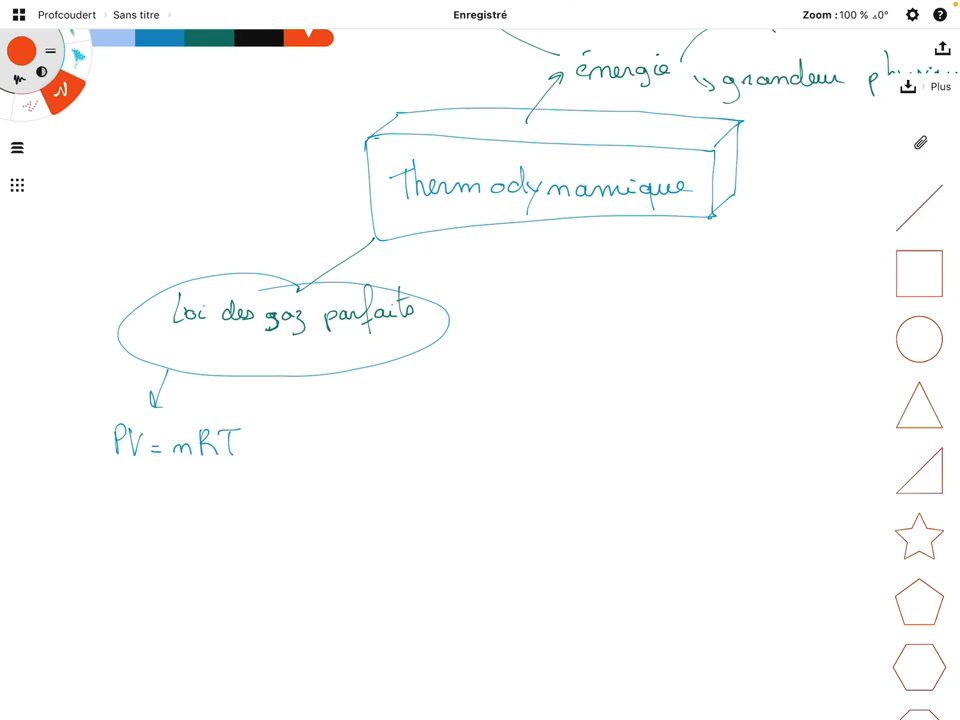 Profcoudert
Sans titre
Enregistré
Zoom : 100 % ⊿0°
Plus
énergie
grandeur
Thermodynamique
Loi des gaz parfaits
PV = nRT